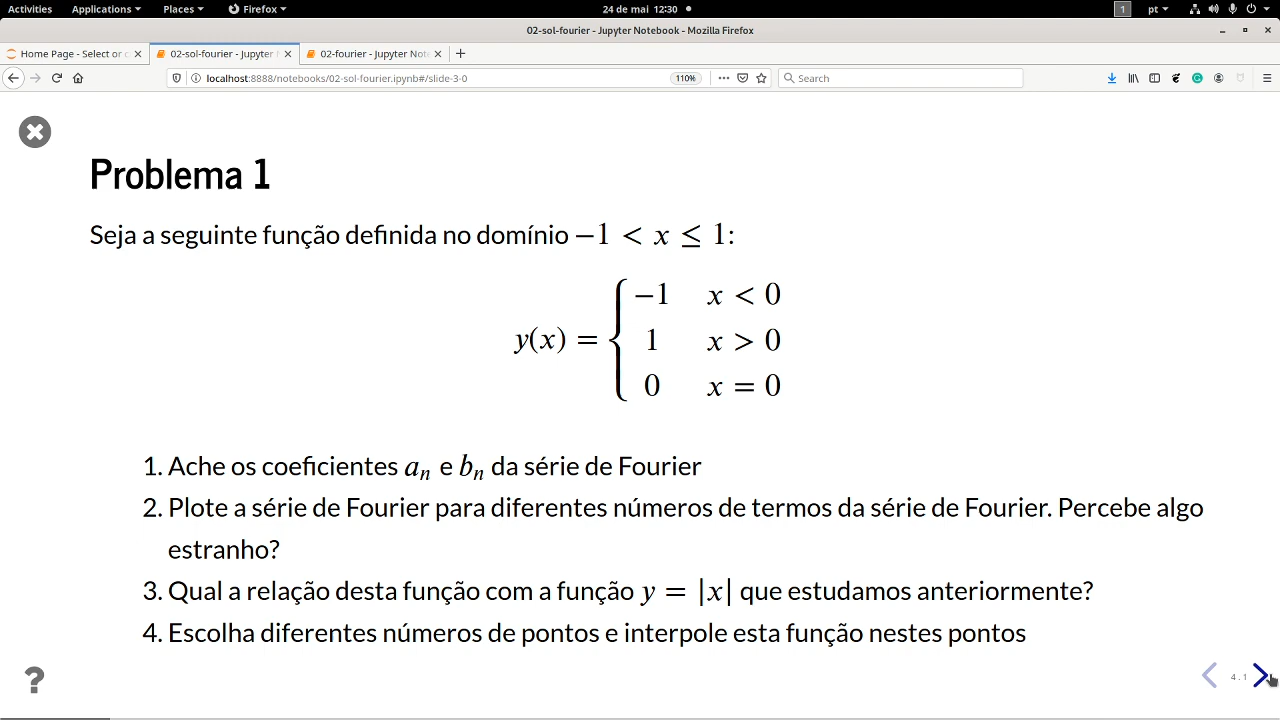 Activities Applications Places Firefox 24 de mai 12:30 1 pt
02-sol-fourier - Jupyter Notebook - Mozilla Firefox
Home Page - Select or c 02-sol-fourier - Jupyter 02-fourier - Jupyter Note
localhost:8888/notebooks/02-sol-fourier.ipynb#/slide-3-0 110% Search
Problema 1
Seja a seguinte função definida no domínio −1 < x ≤ 1:
−1 x < 0
y(x) = { 1 x > 0
0 x = 0
1. Ache os coeficientes aₙ e bₙ da série de Fourier
2. Plote a série de Fourier para diferentes números de termos da série de Fourier. Percebe algo
estranho?
3. Qual a relação desta função com a função y = |x| que estudamos anteriormente?
4. Escolha diferentes números de pontos e interpole esta função nestes pontos
? 4.1